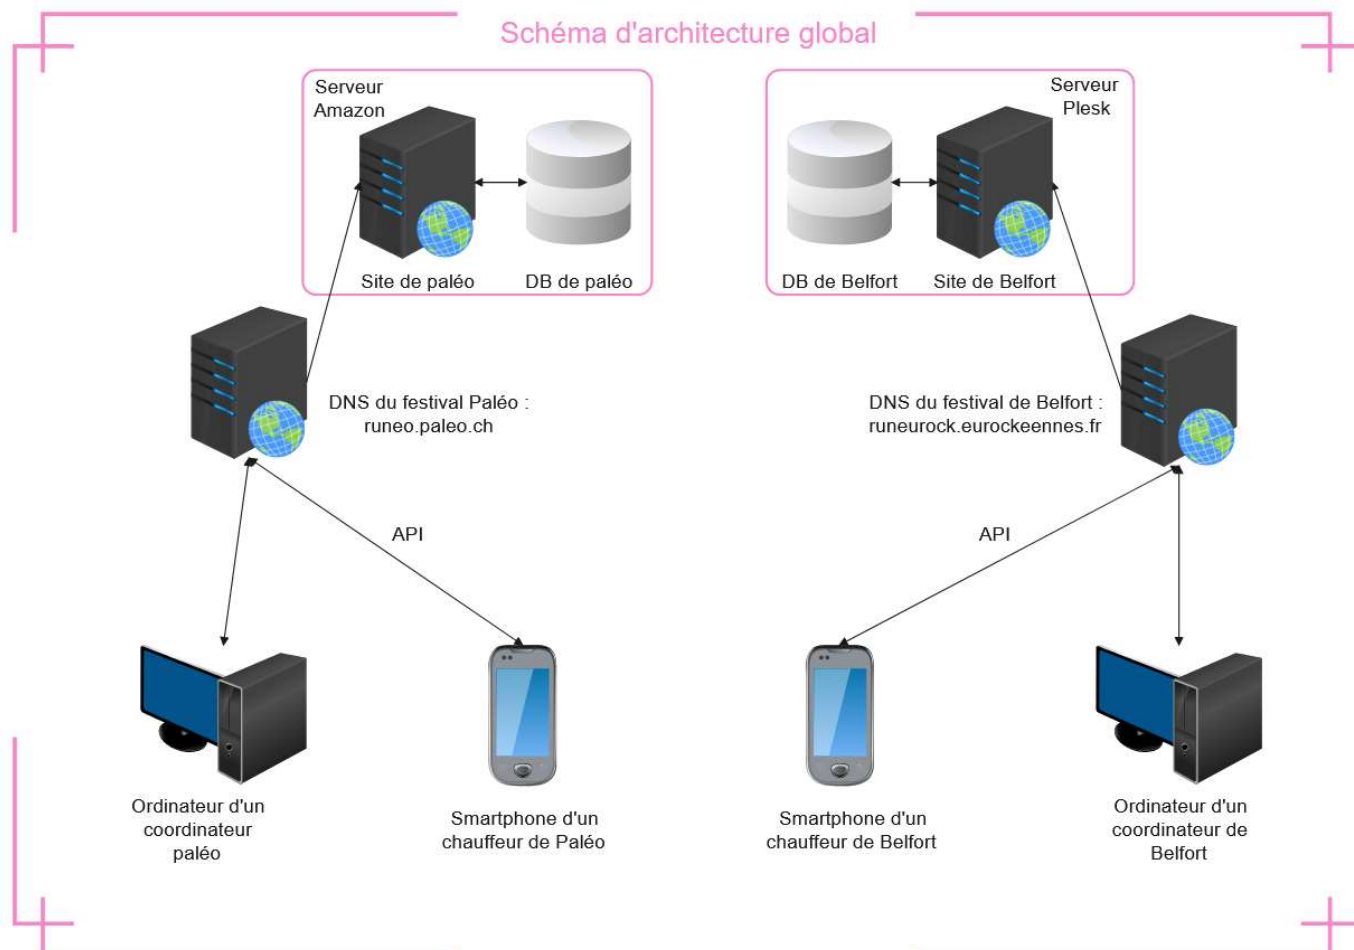 Schéma d'architecture global
Serveur
Amazon
Site de paléo
DB de paléo
Serveur
Plesk
DB de Belfort
Site de Belfort
DNS du festival Paléo :
runeo.paleo.ch
DNS du festival de Belfort :
runeurock.eurockeennes.fr
API
API
Ordinateur d'un
coordinateur
paléo
Smartphone d'un
chauffeur de Paléo
Smartphone d'un
chauffeur de Belfort
Ordinateur d'un
coordinateur de
Belfort